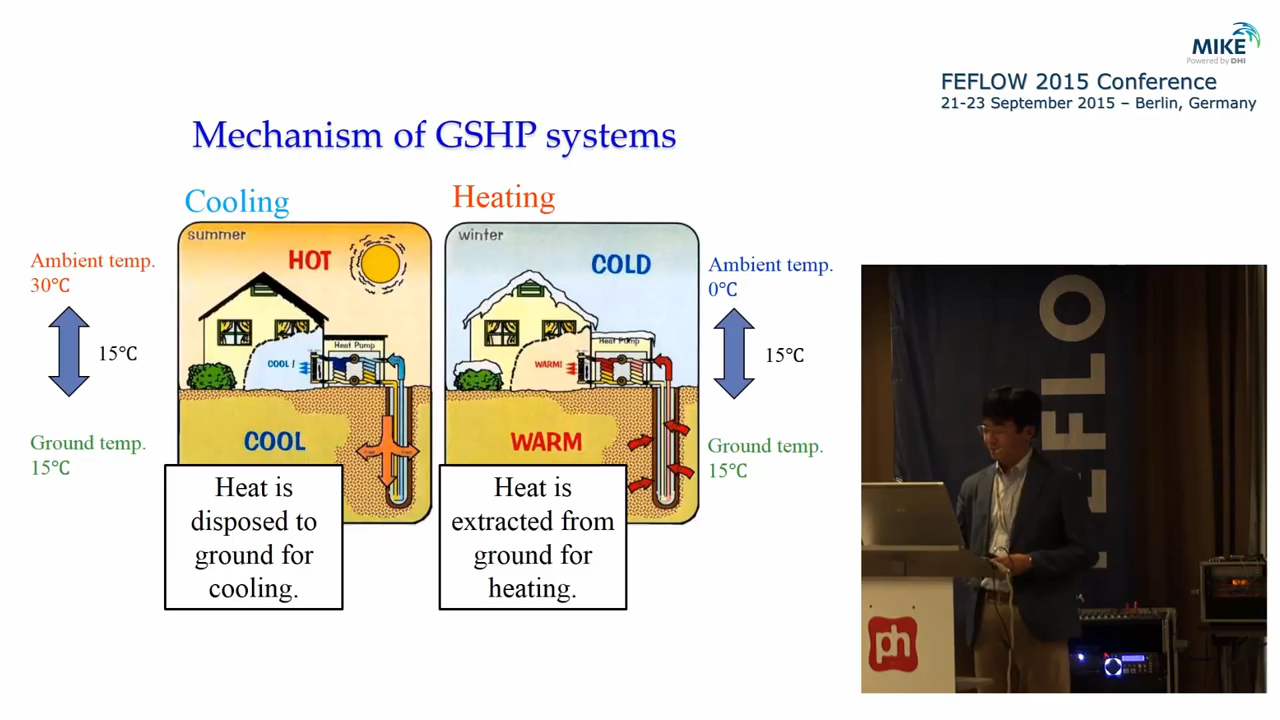 MIKE
Powered by DHI
FEFLOW 2015 Conference
21-23 September 2015 – Berlin, Germany
Mechanism of GSHP systems
Cooling
Heating
summer
HOT
winter
COLD
Ambient temp.
30℃
15℃
Ground temp.
15℃
Heat Pump
COOL !
COOL
Heat Pump
WARM!
WARM
Ambient temp.
0℃
15℃
Ground temp.
15℃
Heat is
disposed to
ground for
cooling.
Heat is
extracted from
ground for
heating.
FEFLO
ph